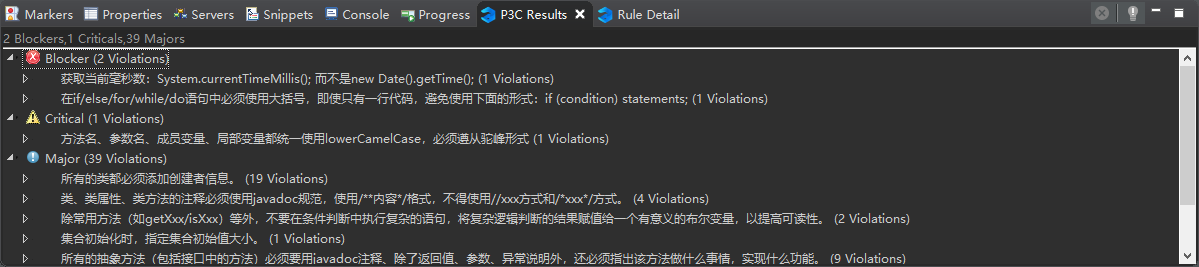 Markers Properties Servers Snippets Console Progress P3C Results Rule Detail
2 Blockers,1 Criticals,39 Majors
Blocker (2 Violations)
获取当前毫秒数：System.currentTimeMillis(); 而不是new Date().getTime(); (1 Violations)
在if/else/for/while/do语句中必须使用大括号，即使只有一行代码，避免使用下面的形式：if (condition) statements; (1 Violations)
Critical (1 Violations)
方法名、参数名、成员变量、局部变量都统一使用lowerCamelCase，必须遵从驼峰形式 (1 Violations)
Major (39 Violations)
所有的类都必须添加创建者信息。 (19 Violations)
类、类属性、类方法的注释必须使用javadoc规范，使用/**内容*/格式，不得使用//xxx方式和/*xxx*/方式。 (4 Violations)
除常用方法（如getXxx/isXxx）等外，不要在条件判断中执行复杂的语句，将复杂逻辑判断的结果赋值给一个有意义的布尔变量，以提高可读性。 (2 Violations)
集合初始化时，指定集合初始值大小。 (1 Violations)
所有的抽象方法（包括接口中的方法）必须要用javadoc注释、除了返回值、参数、异常说明外，还必须指出该方法做什么事情，实现什么功能。 (9 Violations)